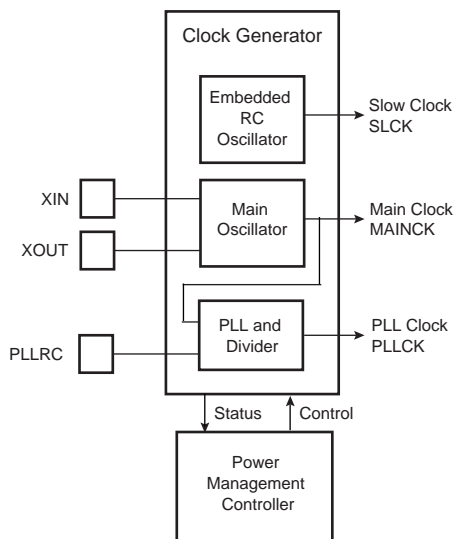 Clock Generator
Embedded
RC
Oscillator
Slow Clock
SLCK
XIN
Main
Oscillator
Main Clock
MAINCK
XOUT
PLL and
Divider
PLL Clock
PLLCK
PLLRC
Status
Control
Power
Management
Controller